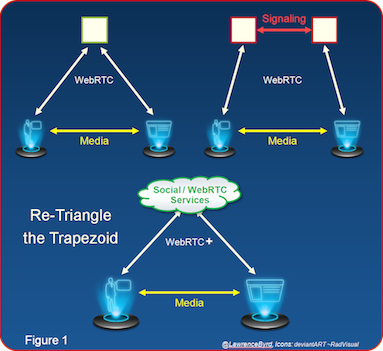 Signaling
WebRTC
WebRTC
Media
Media
Social / WebRTC
Services
Re-Triangle
the Trapezoid
WebRTC+
Media
Figure 1
@LawrenceByrd, Icons: deviantART ~RadVisual